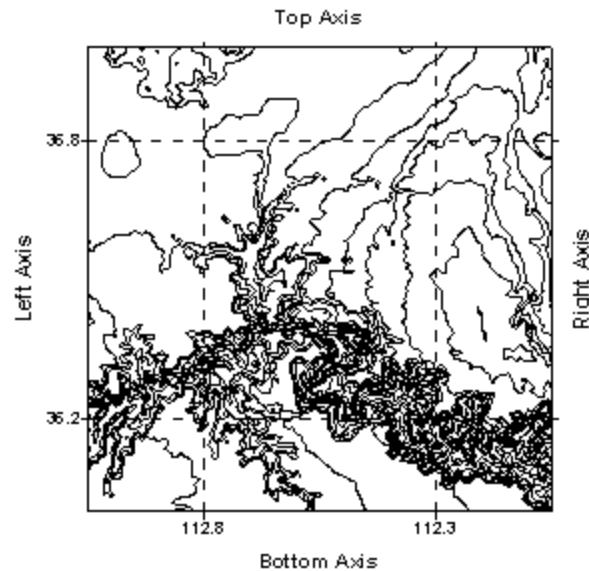 Top Axis
36.8
Left Axis
Right Axis
36.2
112.8 112.3
Bottom Axis